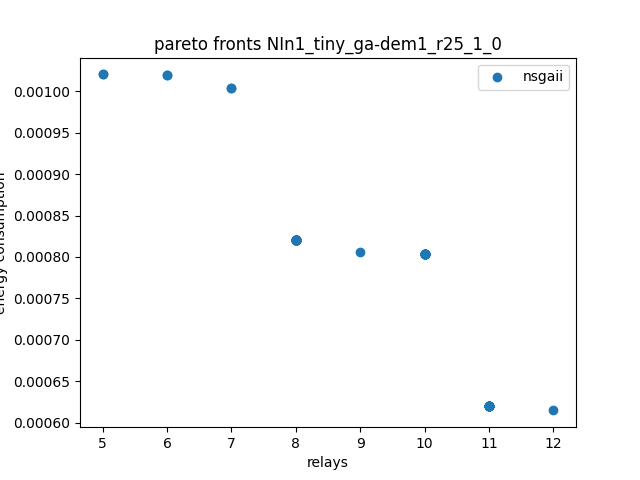 pareto fronts NIn1_tiny_ga-dem1_r25_1_0
nsgaii
0.00100
0.00095
0.00090
0.00085
0.00080
0.00075
0.00070
0.00065
0.00060
energy consumption
5 6 7 8 9 10 11 12
relays